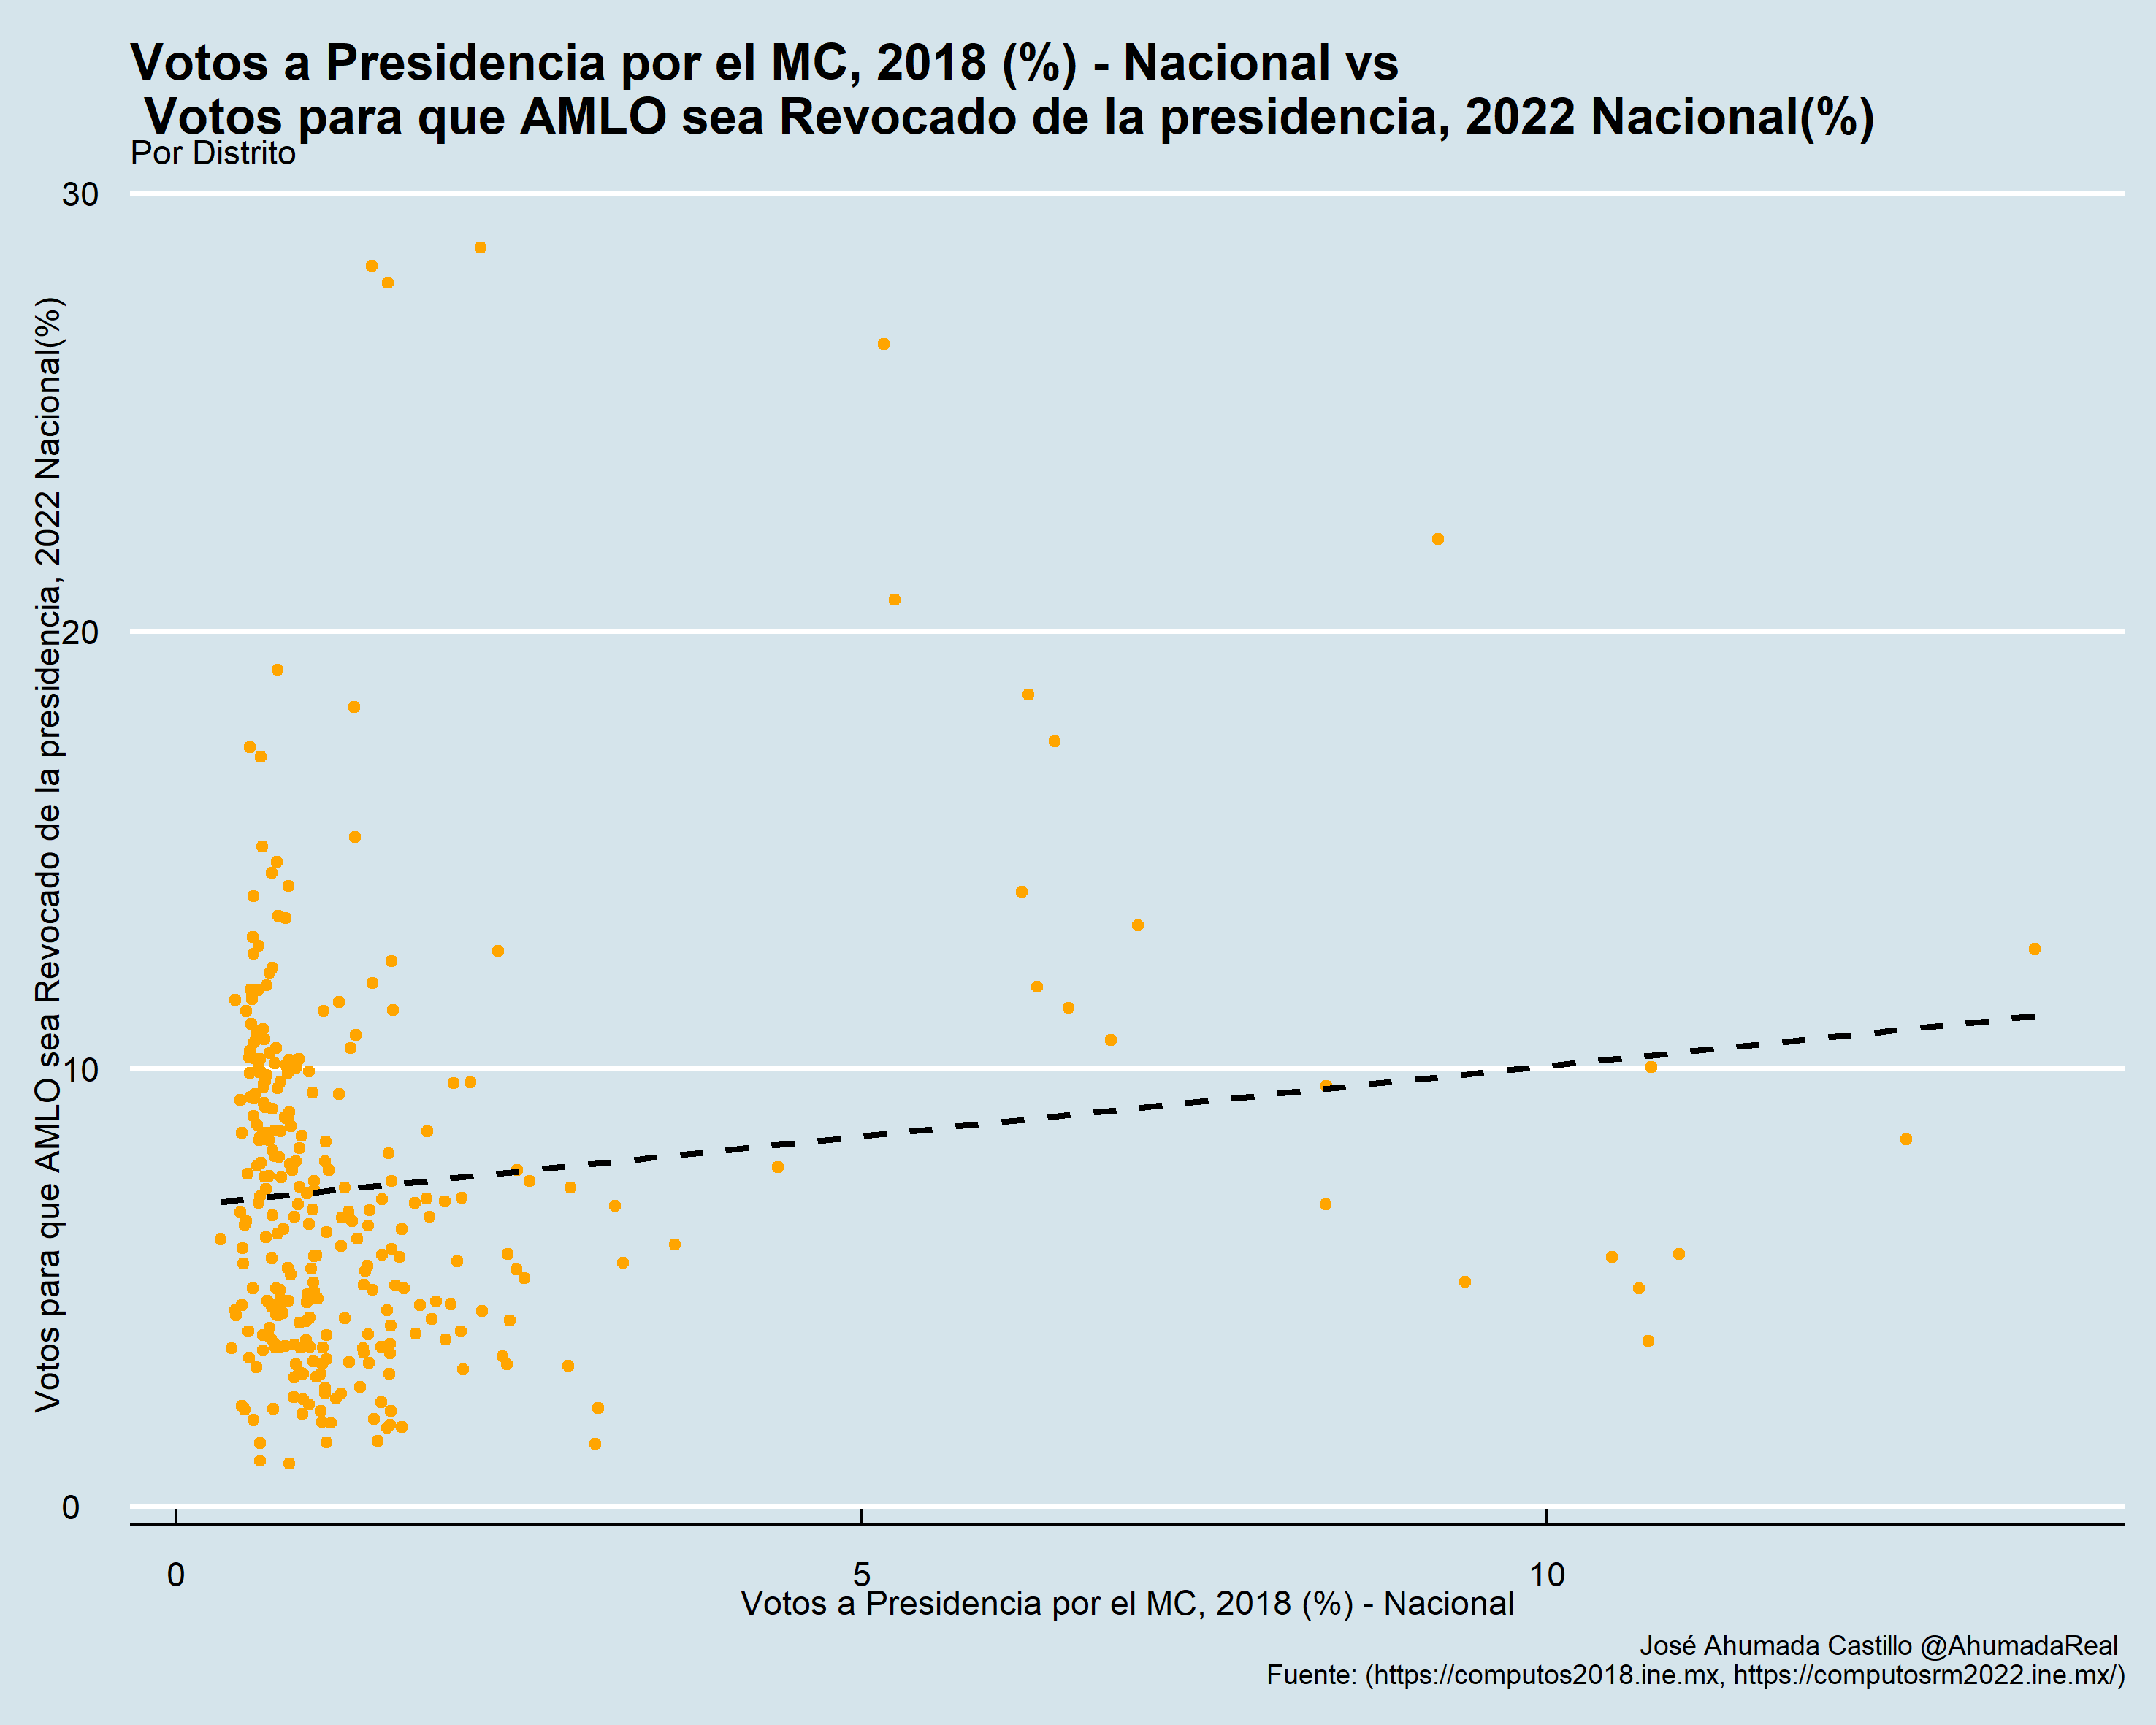 Votos a Presidencia por el MC, 2018 (%) - Nacional vs
Votos para que AMLO sea Revocado de la presidencia, 2022 Nacional(%)
Por Distrito
Votos para que AMLO sea Revocado de la presidencia, 2022 Nacional(%)
30
20
10
0
0 5 10
Votos a Presidencia por el MC, 2018 (%) - Nacional
José Ahumada Castillo @AhumadaReal
Fuente: (https://computos2018.ine.mx, https://computosrm2022.ine.mx/)